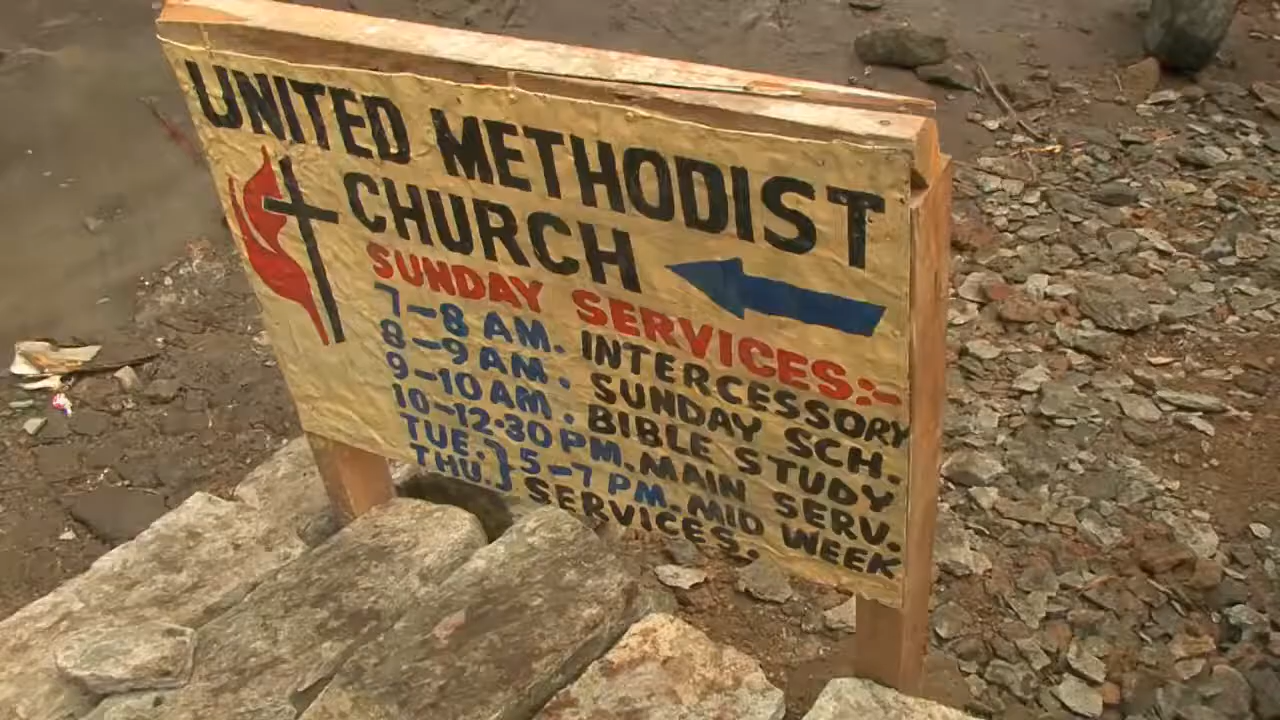 UNITED METHODIST
CHURCH
SUNDAY SERVICES:-
7-8 AM. INTERCESSORY
8-9 AM. SUNDAY SCH.
9-10 AM. BIBLE STUDY
10-12.30 PM. MAIN SERV.
TUE. THU.} 5-7 PM. MID WEEK
SERVICES.